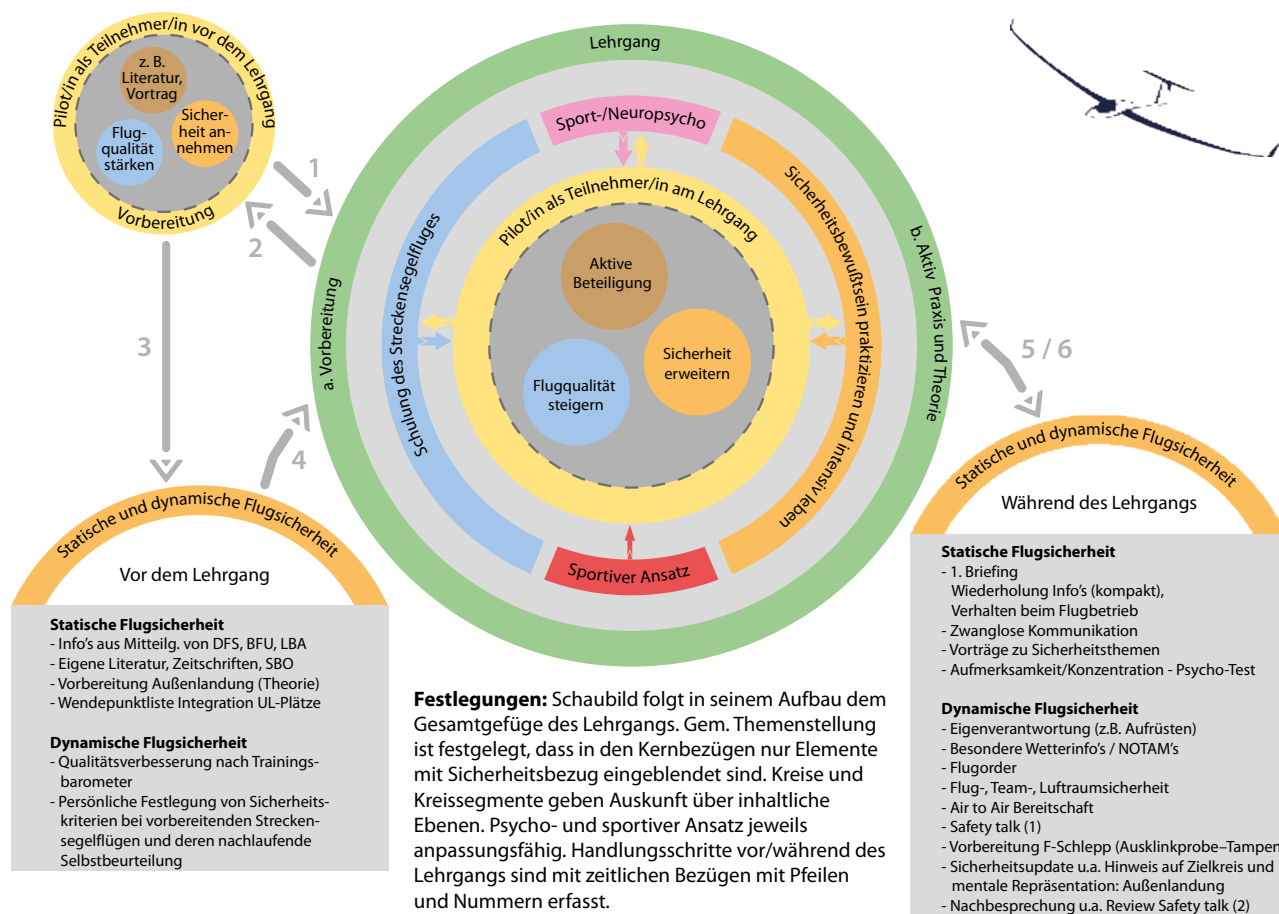 Pilot/in als Teilnehmer/in vor dem Lehrgang
z. B.
Literatur,
Vortrag
Flug-
qualität
stärken
Sicher-
heit an-
nehmen
Vorbereitung
1
2
3
4
Lehrgang
a. Vorbereitung
b. Aktiv Praxis und Theorie
Sport-/Neuropsycho
Schulung des Streckensegelfluges
Sicherheitsbewußtsein praktizieren und intensiv leben
Sportiver Ansatz
Pilot/in als Teilnehmer/in am Lehrgang
Aktive
Beteiligung
Sicherheit
erweitern
Flugqualität
steigern
5 / 6
Statische und dynamische Flugsicherheit
Vor dem Lehrgang
Statische Flugsicherheit
- Info's aus Mitteilg. von DFS, BFU, LBA
- Eigene Literatur, Zeitschriften, SBO
- Vorbereitung Außenlandung (Theorie)
- Wendepunktliste Integration UL-Plätze
Dynamische Flugsicherheit
- Qualitätsverbesserung nach Trainings-
barometer
- Persönliche Festlegung von Sicherheits-
kriterien bei vorbereitenden Strecken-
segelflügen und deren nachlaufende
Selbstbeurteilung
Festlegungen: Schaubild folgt in seinem Aufbau dem
Gesamtgefüge des Lehrgangs. Gem. Themenstellung
ist festgelegt, dass in den Kernbezügen nur Elemente
mit Sicherheitsbezug eingeblendet sind. Kreise und
Kreissegmente geben Auskunft über inhaltliche
Ebenen. Psycho- und sportiver Ansatz jeweils
anpassungsfähig. Handlungsschritte vor/während des
Lehrgangs sind mit zeitlichen Bezügen mit Pfeilen
und Nummern erfasst.
Statische und dynamische Flugsicherheit
Während des Lehrgangs
Statische Flugsicherheit
- 1. Briefing
Wiederholung Info's (kompakt),
Verhalten beim Flugbetrieb
- Zwanglose Kommunikation
- Vorträge zu Sicherheitsthemen
- Aufmerksamkeit/Konzentration - Psycho-Test
Dynamische Flugsicherheit
- Eigenverantwortung (z.B. Aufrüsten)
- Besondere Wetterinfo's / NOTAM's
- Flugorder
- Flug-, Team-, Luftraumsicherheit
- Air to Air Bereitschaft
- Safety talk (1)
- Vorbereitung F-Schlepp (Ausklinkprobe–Tampen
- Sicherheitsupdate u.a. Hinweis auf Zielkreis und
mentale Repräsentation: Außenlandung
- Nachbesprechung u.a. Review Safety talk (2)